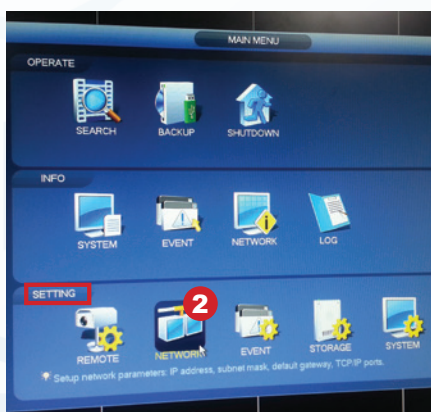 MAIN MENU
OPERATE
SEARCH BACKUP SHUTDOWN
INFO
SYSTEM EVENT NETWORK LOG
SETTING
2
REMOTE NETWORK EVENT STORAGE SYSTEM
Setup network parameters: IP address, subnet mask, default gateway, TCP/IP ports.